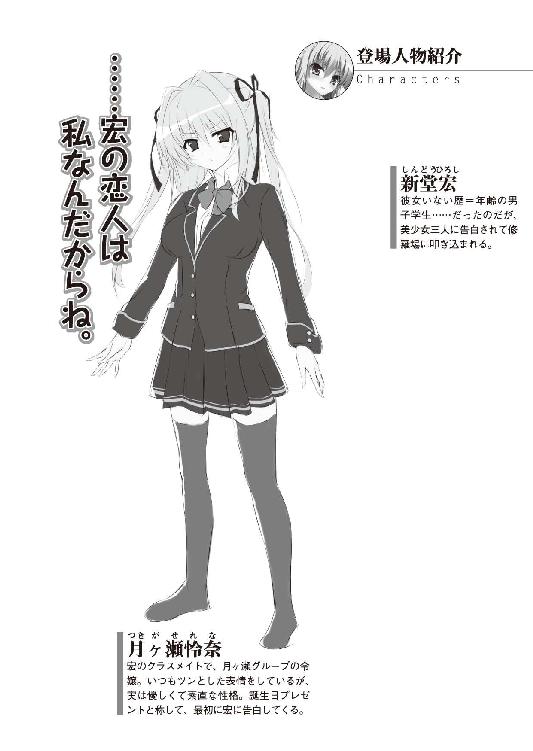 登場人物紹介
Characters
しんどうひろし
新堂宏
彼女いない歴＝年齢の男
子学生……だったのだが、
美少女三人に告白されて修
羅場に叩き込まれる。
……宏の恋人は
私なんだからね。
つきがせれな
月ヶ瀬怜奈
宏のクラスメイトで、月ヶ瀬グループの令
嬢。いつもツンとした表情をしているが、
実は優しくて素直な性格。誕生日プレゼ
ントと称して、最初に宏に告白してくる。